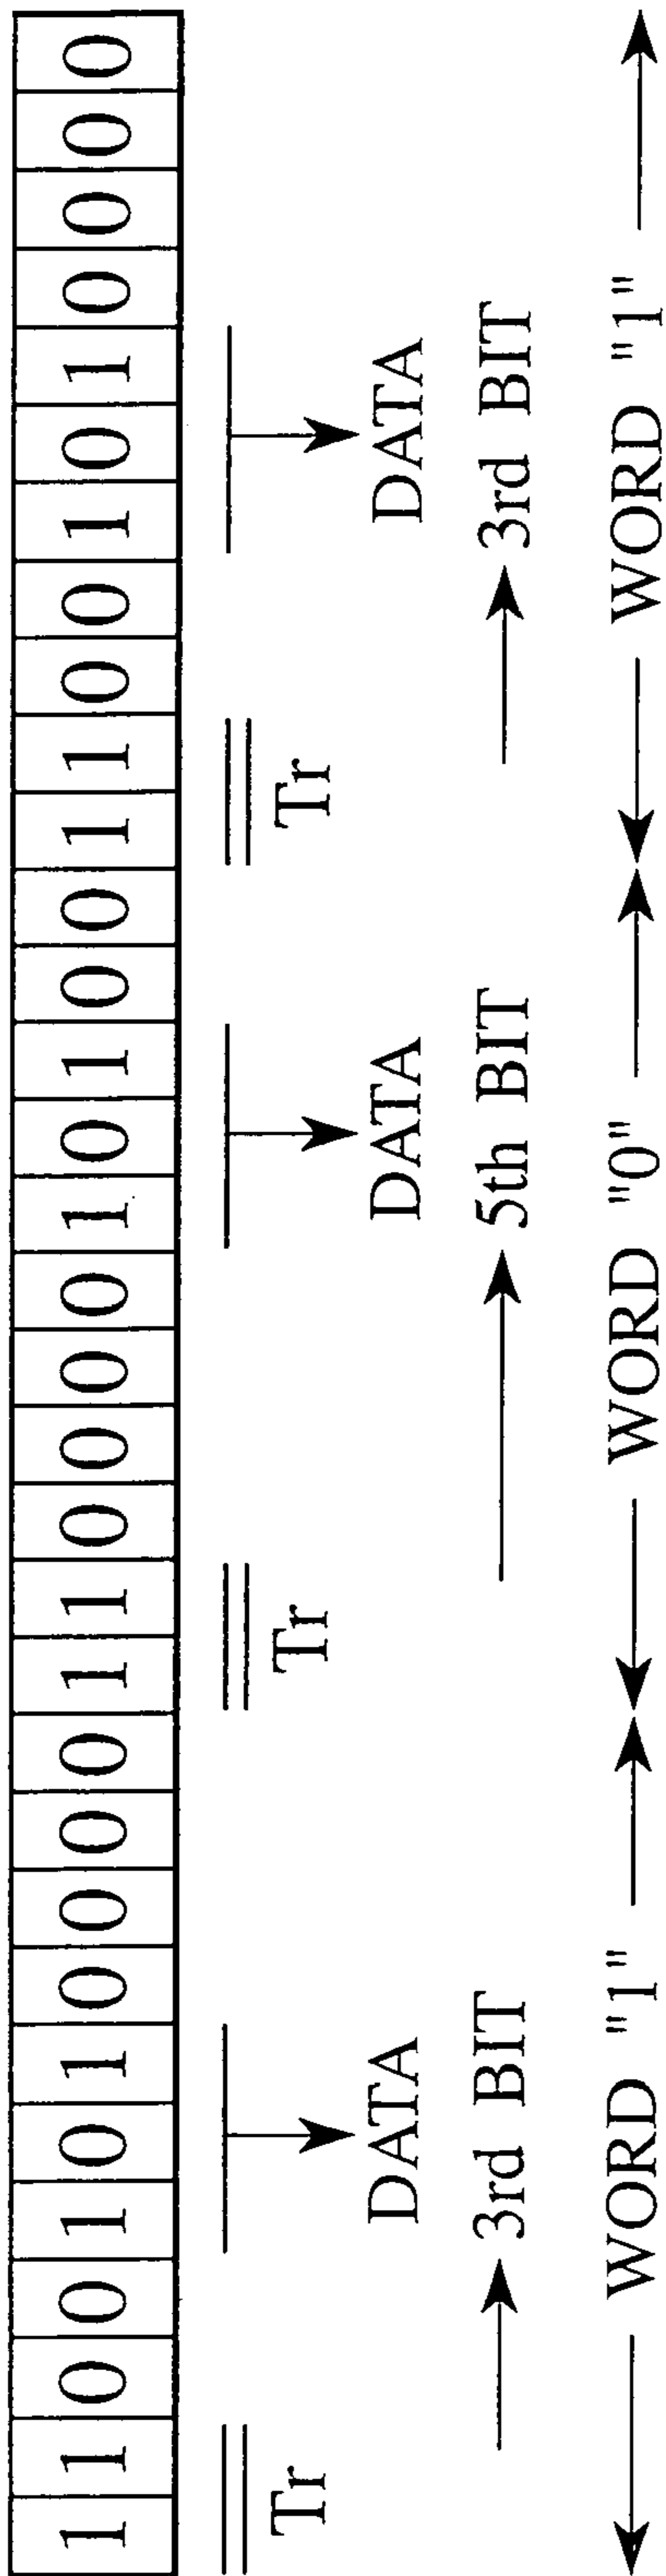 1 1 0 0 1 0 1 0 0 0 0 1 1 0 0 0 0 1 0 1 0 0 1 1 0 0 1 0 1 0 0 0 0
Tr Tr Tr
DATA DATA DATA
3rd BIT 5th BIT 3rd BIT
WORD "1" WORD "0" WORD "1"